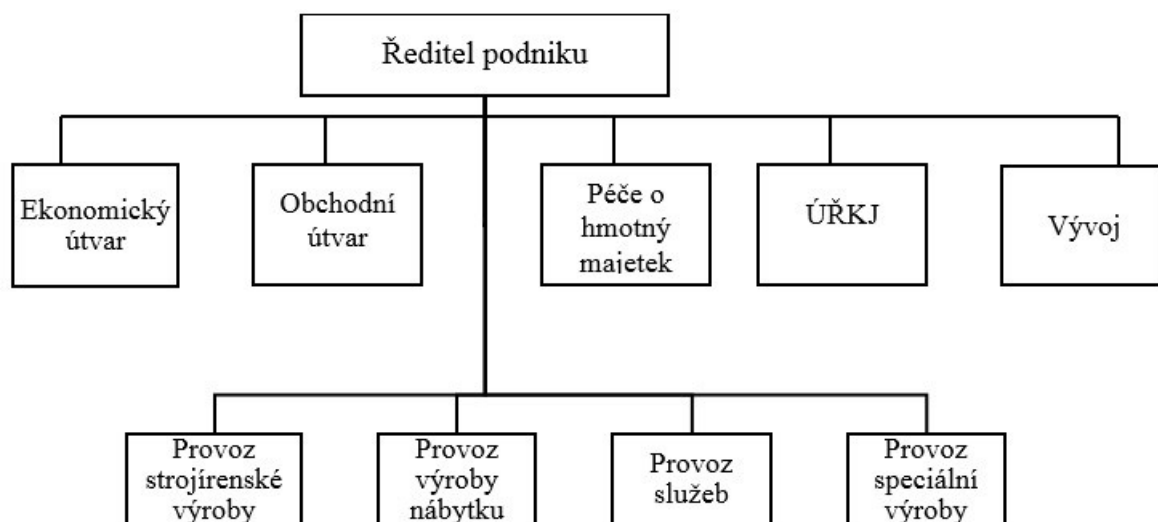 Ředitel podniku
Ekonomický
útvar
Obchodní
útvar
Péče o
hmotný
majetek
ÚŘKJ
Vývoj
Provoz
strojírenské
výroby
Provoz
výroby
nábytku
Provoz
služeb
Provoz
speciální
výroby